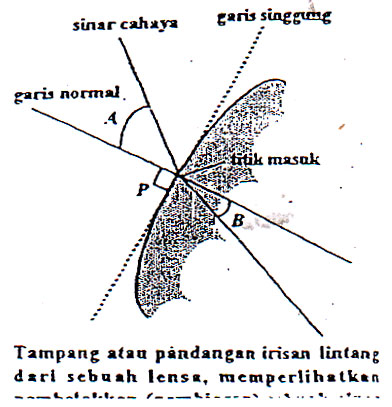 sinar cahaya
garis singgung
garis normal
A
titik masuk
P
B
Tampang atau pandangan irisan lintang
dari sebuah lensa, memperlihatkan